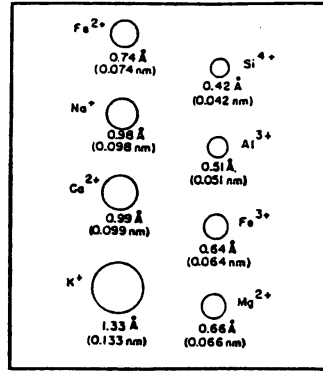 Fe2+
0.74 Å
(0.074 nm)
Na+
0.98 Å
(0.098 nm)
Ca2+
0.99 Å
(0.099 nm)
K+
1.33 Å
(0.133 nm)
Si4+
0.42 Å
(0.042 nm)
Al3+
0.51 Å.
(0.051 nm)
Fe3+
0.64 Å
(0.064 nm)
Mg2+
0.66 Å
(0.066 nm)